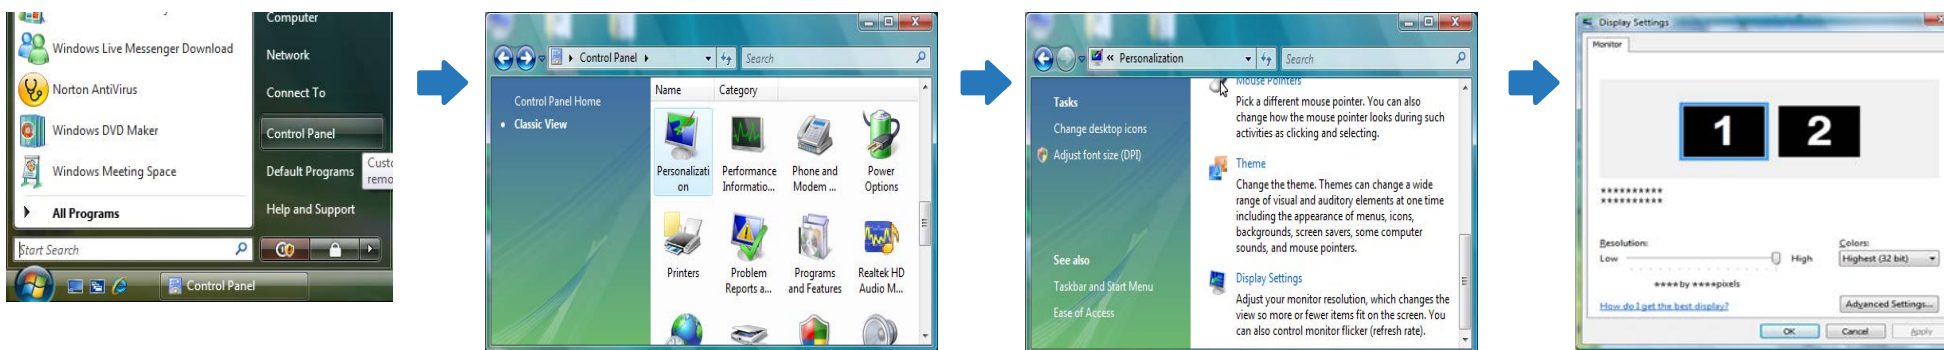 Computer
Windows Live Messenger Download
Network
Norton AntiVirus
Connect To
Windows DVD Maker
Control Panel
Custo
remo
Windows Meeting Space
Default Programs
All Programs
Help and Support
Start Search
Control Panel
Control Panel
Search
Control Panel Home
Classic View
Name Category
Personalizati
on
Performance
Informatio...
Phone and
Modem ...
Power
Options
Printers
Problem
Reports a...
Programs
and Features
Realtek HD
Audio M...
« Personalization
Search
Tasks
Change desktop icons
Adjust font size (DPI)
See also
Taskbar and Start Menu
Ease of Access
Mouse Pointers
Pick a different mouse pointer. You can also
change how the mouse pointer looks during such
activities as clicking and selecting.
Theme
Change the theme. Themes can change a wide
range of visual and auditory elements at one time
including the appearance of menus, icons,
backgrounds, screen savers, some computer
sounds, and mouse pointers.
Display Settings
Adjust your monitor resolution, which changes the
view so more or fewer items fit on the screen. You
can also control monitor flicker (refresh rate).
Display Settings
Monitor
1 2
**********
**********
Resolution:
Low High
****by ****pixels
Colors:
Highest (32 bit)
How do I get the best display?
Advanced Settings...
OK Cancel Apply